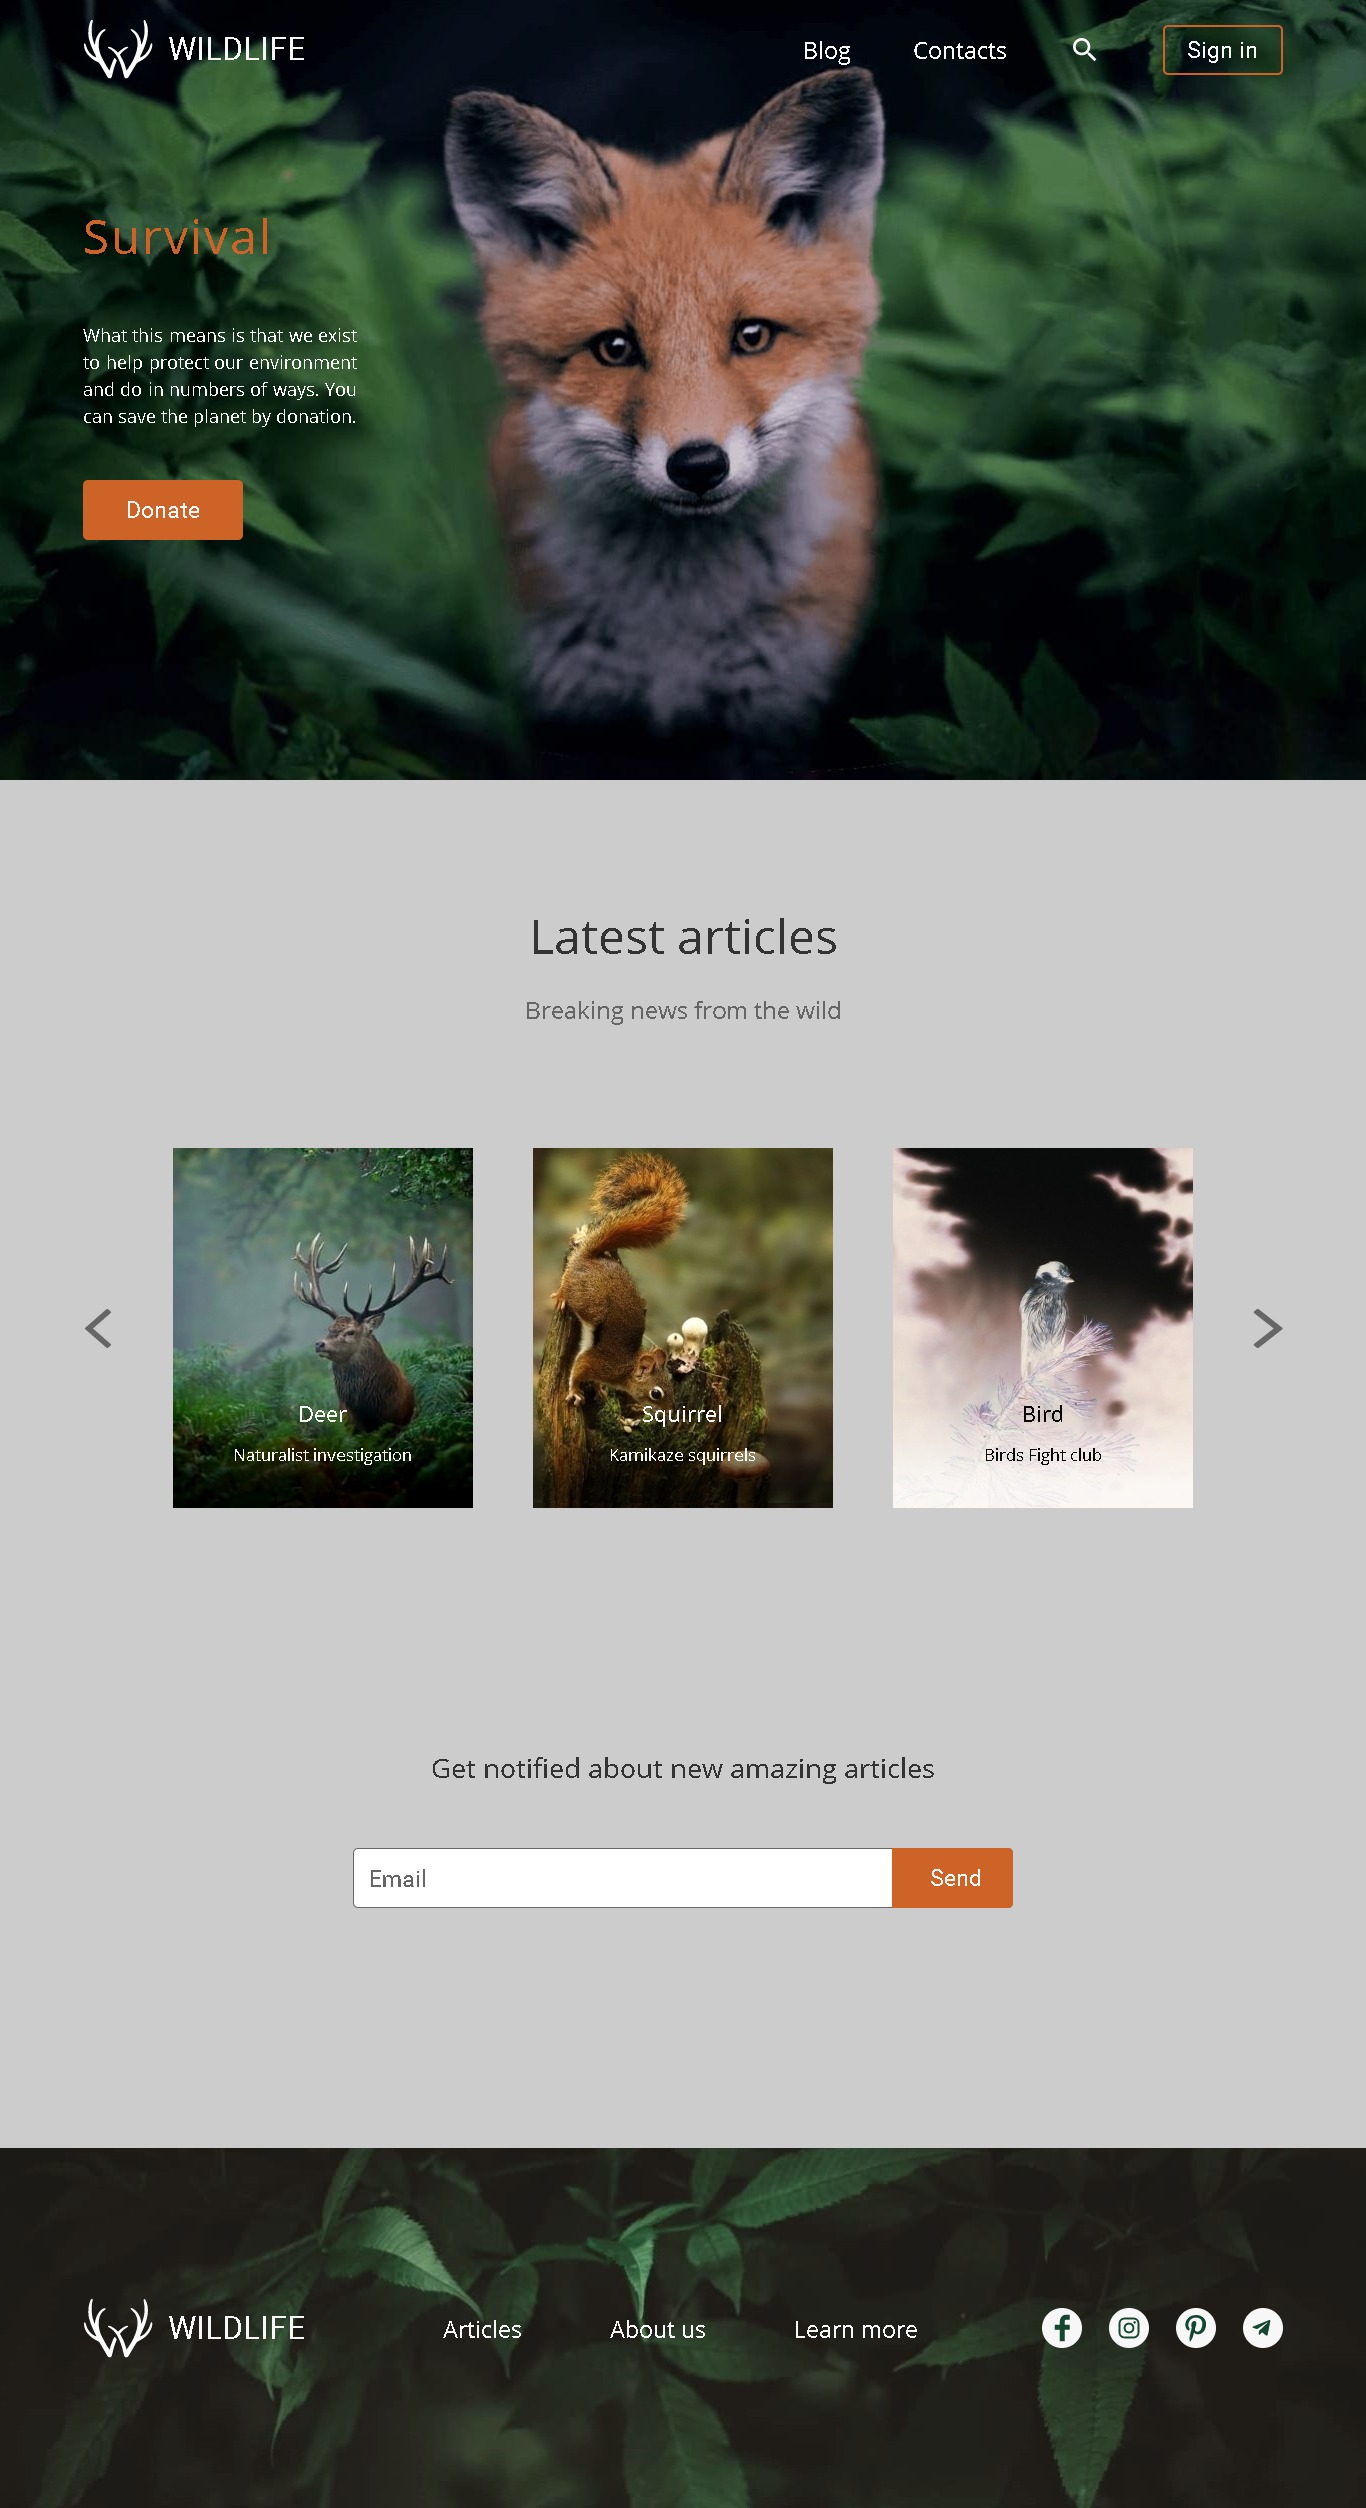 WILDLIFE
Blog
Contacts
Sign in
Survival
What this means is that we exist
to help protect our environment
and do in numbers of ways. You
can save the planet by donation.
Donate
Latest articles
Breaking news from the wild
Deer
Naturalist investigation
Squirrel
Kamikaze squirrels
Bird
Birds Fight club
Get notified about new amazing articles
Email
Send
WILDLIFE
Articles
About us
Learn more